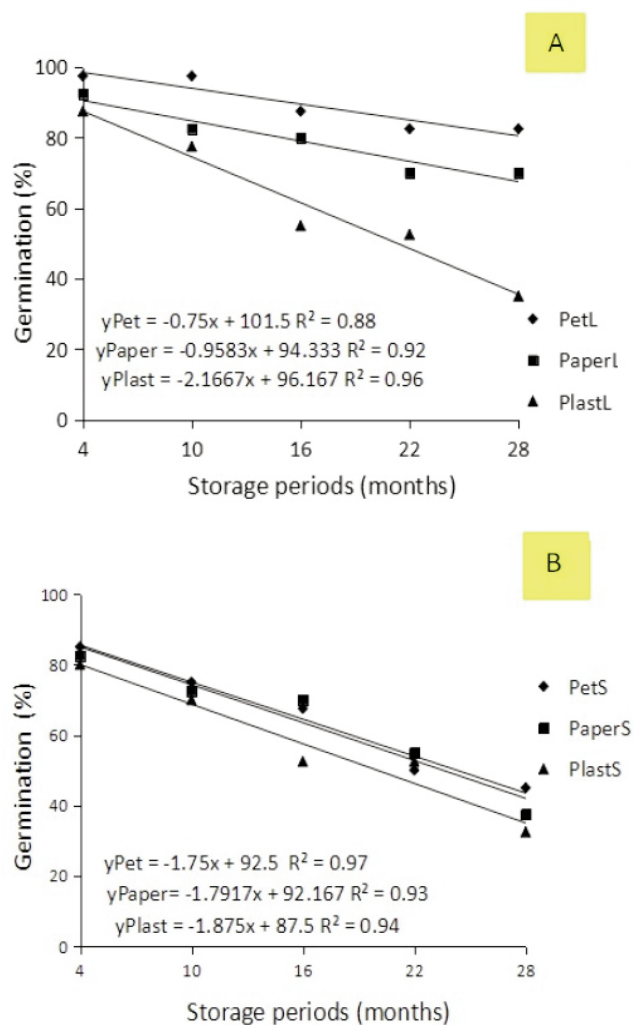 A
100
80
60
40
20
0
Germination (%)
yPet = -0.75x + 101.5 R² = 0.88
yPaper = -0.9583x + 94.333 R² = 0.92
yPlast = -2.1667x + 96.167 R² = 0.96
PetL
PaperL
PlastL
4 10 16 22 28
Storage periods (months)
B
100
80
60
40
20
0
Germination (%)
PetS
PaperS
PlastS
yPet = -1.75x + 92.5 R² = 0.97
yPaper= -1.7917x + 92.167 R² = 0.93
yPlast = -1.875x + 87.5 R² = 0.94
4 10 16 22 28
Storage periods (months)